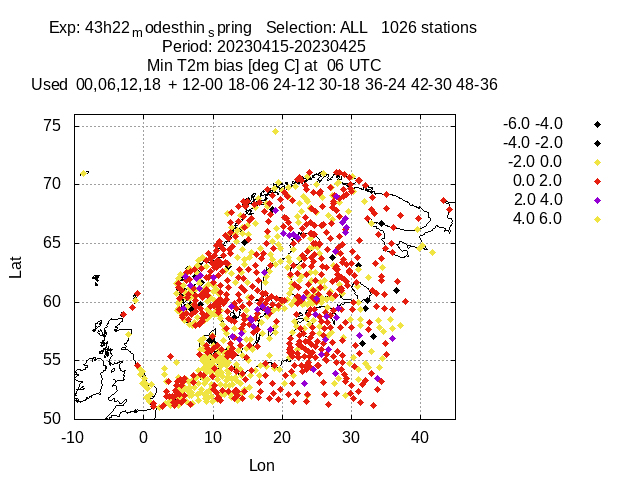 Exp: 43h22modesthinspring   Selection: ALL   1026 stations
Period: 20230415-20230425
Min T2m bias [deg C] at  06 UTC
Used  00,06,12,18  + 12-00 18-06 24-12 30-18 36-24 42-30 48-36
-6.0 -4.0
-4.0 -2.0
-2.0 0.0
0.0 2.0
2.0 4.0
4.0 6.0
75
70
65
60
55
50
Lat
-10 0 10 20 30 40
Lon